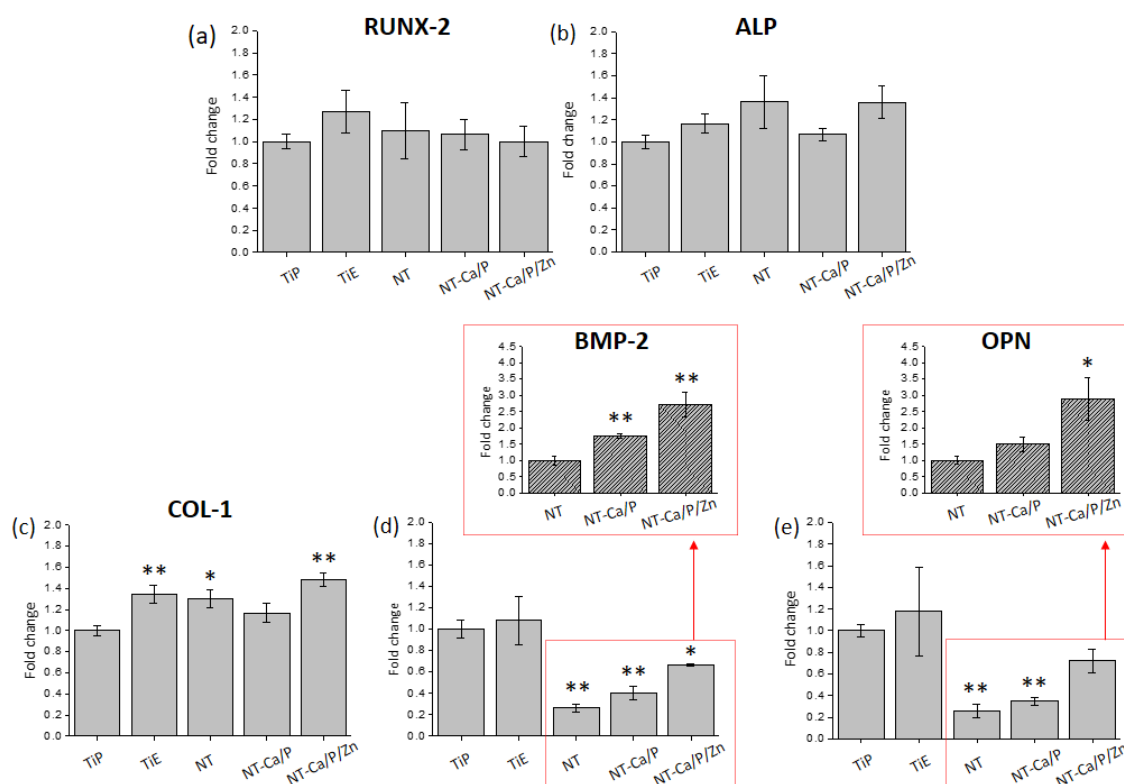 (a)
RUNX-2
Fold change
2.0
1.8
1.6
1.4
1.2
1.0
0.8
0.6
0.4
0.2
0.0
TiP
TiE
NT
NT-Ca/P
NT-Ca/P/Zn
(b)
ALP
Fold change
2.0
1.8
1.6
1.4
1.2
1.0
0.8
0.6
0.4
0.2
0.0
TiP
TiE
NT
NT-Ca/P
NT-Ca/P/Zn
BMP-2
Fold change
4.5
4.0
3.5
3.0
2.5
2.0
1.5
1.0
0.5
0.0
**
**
NT
NT-Ca/P
NT-Ca/P/Zn
OPN
Fold change
4.5
4.0
3.5
3.0
2.5
2.0
1.5
1.0
0.5
0.0
*
NT
NT-Ca/P
NT-Ca/P/Zn
(c)
COL-1
Fold change
2.0
1.8
1.6
1.4
1.2
1.0
0.8
0.6
0.4
0.2
0.0
**
*
**
TiP
TiE
NT
NT-Ca/P
NT-Ca/P/Zn
(d)
Fold change
2.0
1.8
1.6
1.4
1.2
1.0
0.8
0.6
0.4
0.2
0.0
**
**
*
TiP
TiE
NT
NT-Ca/P
NT-Ca/P/Zn
(e)
Fold change
2.0
1.8
1.6
1.4
1.2
1.0
0.8
0.6
0.4
0.2
0.0
**
**
TiP
TiE
NT
NT-Ca/P
NT-Ca/P/Zn